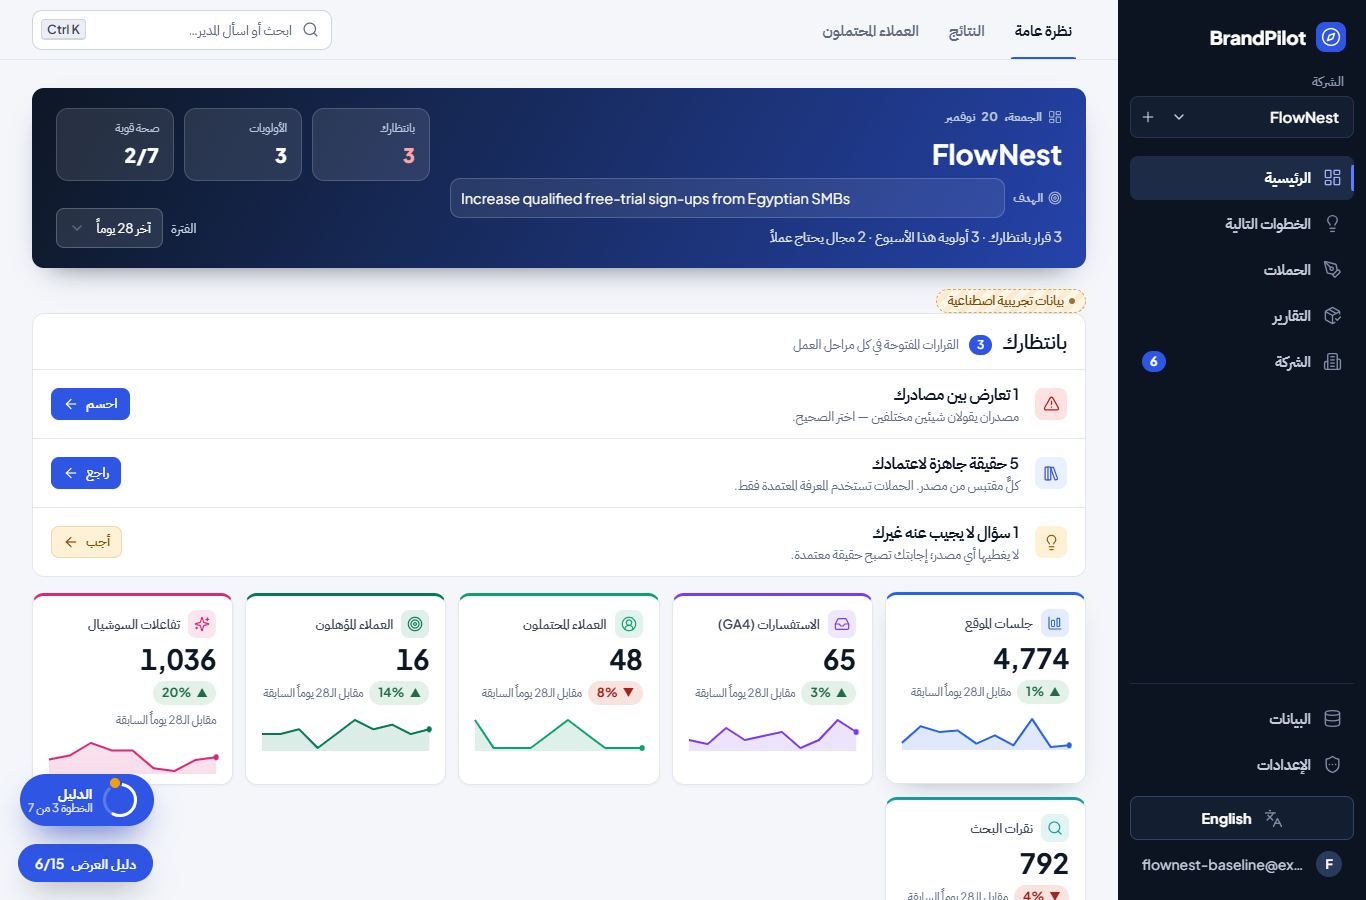 BrandPilot
الشركة
FlowNest
الرئيسية
الخطوات التالية
الحملات
التقارير
الشركة 6
البيانات
الإعدادات
English
F flownest-baseline@ex...
نظرة عامة
النتائج
العملاء المحتملون
ابحث أو اسأل المدير...
Ctrl K
الجمعة، 20 نوفمبر
FlowNest
الهدف
Increase qualified free-trial sign-ups from Egyptian SMBs
3 قرار بانتظارك · 3 أولوية هذا الأسبوع · 2 مجال يحتاج عملاً
بانتظارك
3
الأولويات
3
صحة قوية
2/7
الفترة
آخر 28 يوماً
بيانات تجريبية اصطناعية
بانتظارك 3 القرارات المفتوحة في كل مراحل العمل
1 تعارض بين مصادرك
مصدران يقولان شيئين مختلفين — اختر الصحيح.
احسم
5 حقيقة جاهزة لاعتمادك
كلٌّ مقتبس من مصدر. الحملات تستخدم المعرفة المعتمدة فقط.
راجع
1 سؤال لا يجيب عنه غيرك
لا يغطيها أي مصدر؛ إجابتك تصبح حقيقة معتمدة.
أجب
جلسات الموقع
4,774
▲ 1% مقابل الـ28 يوماً السابقة
الاستفسارات (GA4)
65
▲ 3% مقابل الـ28 يوماً السابقة
العملاء المحتملون
48
▼ 8% مقابل الـ28 يوماً السابقة
العملاء المؤهلون
16
▲ 14% مقابل الـ28 يوماً السابقة
تفاعلات السوشيال
1,036
▲ 20%
مقابل الـ28 يوماً السابقة
نقرات البحث
792
▼ 4% مقابل الـ28 يوماً السابقة
الدليل
الخطوة 3 من 7
دليل العرض 6/15